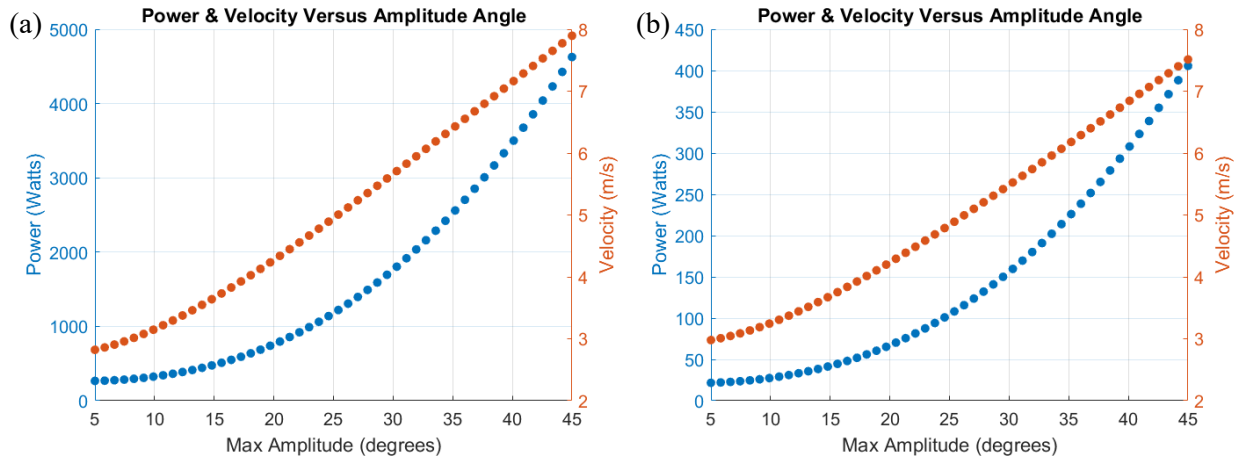 (a)
Power & Velocity Versus Amplitude Angle
5000
4000
3000
2000
1000
0
Power (Watts)
8
7
6
5
4
3
2
Velocity (m/s)
5 10 15 20 25 30 35 40 45
Max Amplitude (degrees)
(b)
Power & Velocity Versus Amplitude Angle
450
400
350
300
250
200
150
100
50
0
Power (Watts)
8
7
6
5
4
3
2
Velocity (m/s)
5 10 15 20 25 30 35 40 45
Max Amplitude (degrees)